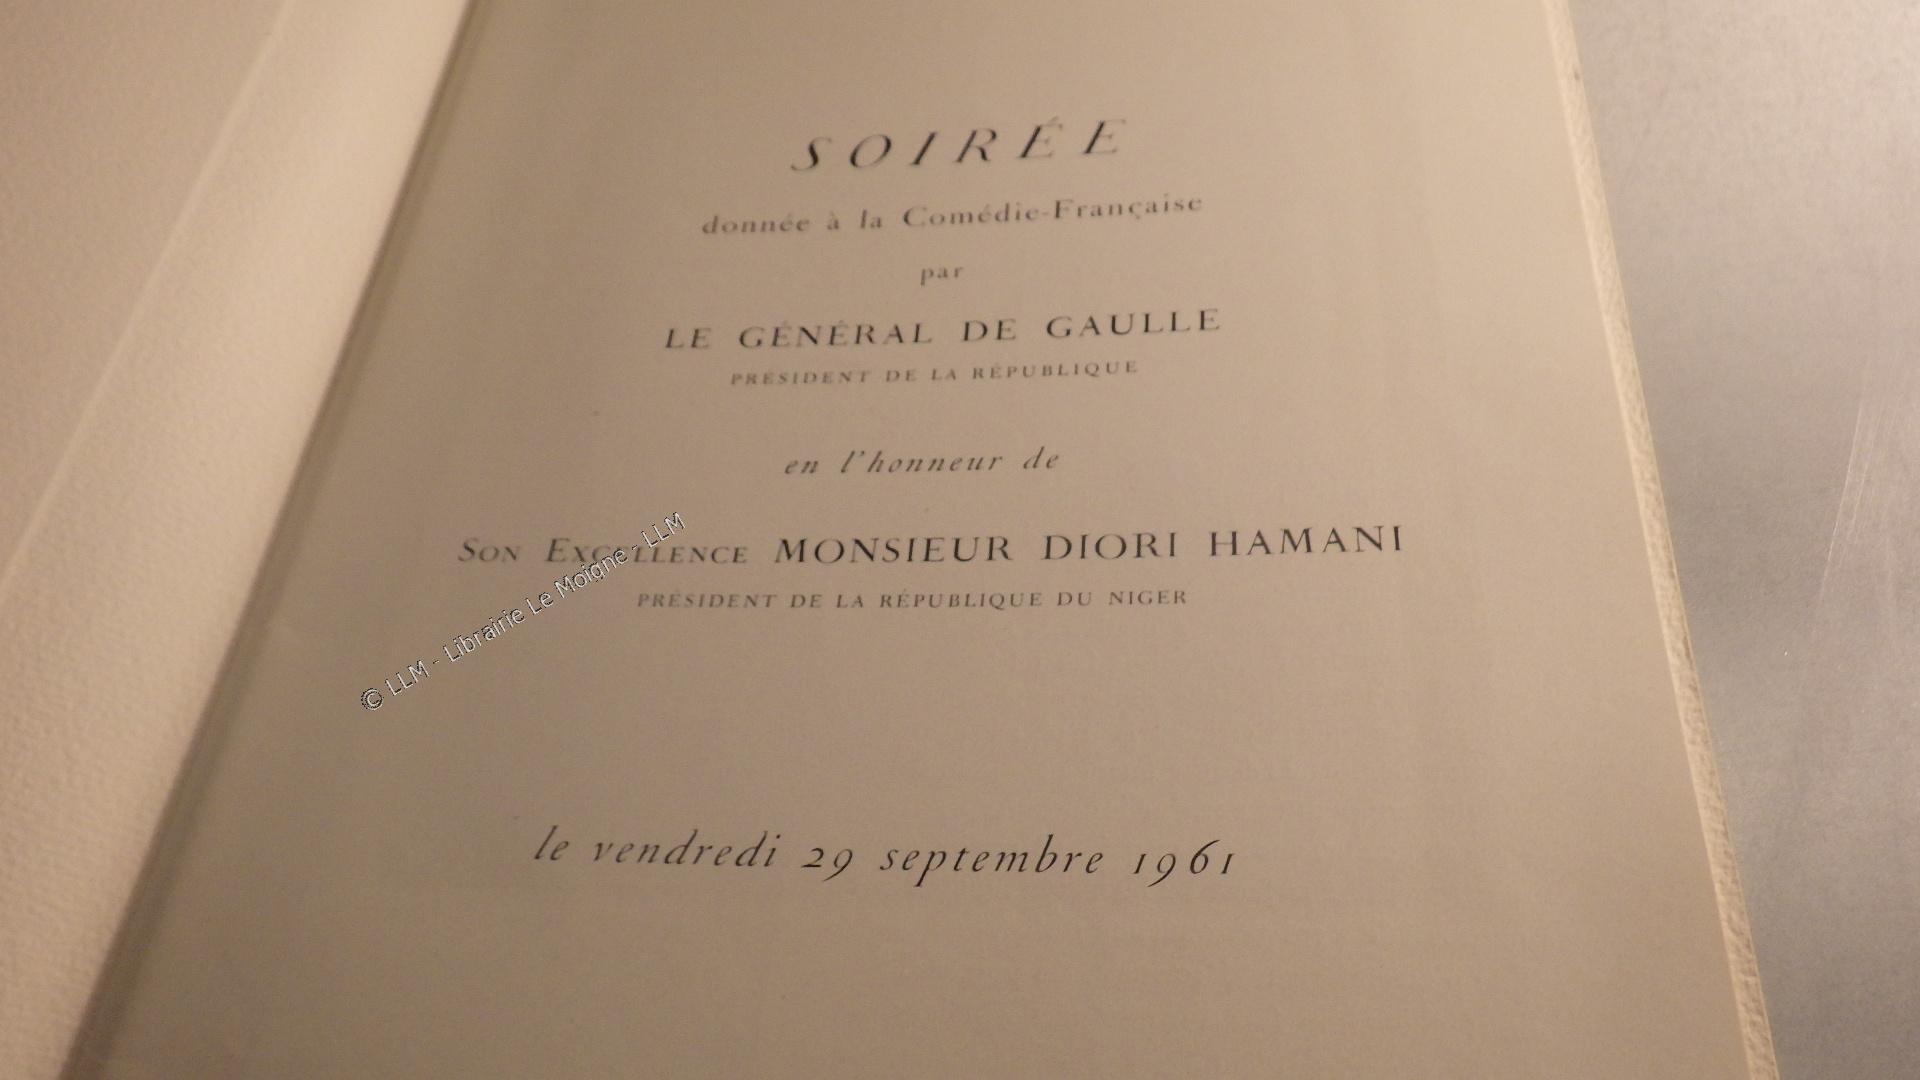 SOIRÉE
donnée à la Comédie-Française
par
LE GÉNÉRAL DE GAULLE
PRÉSIDENT DE LA RÉPUBLIQUE
en l'honneur de
SON EXCELLENCE MONSIEUR DIORI HAMANI
PRÉSIDENT DE LA RÉPUBLIQUE DU NIGER
© LLM - Librairie Le Moigne - LLM
le vendredi 29 septembre 1961